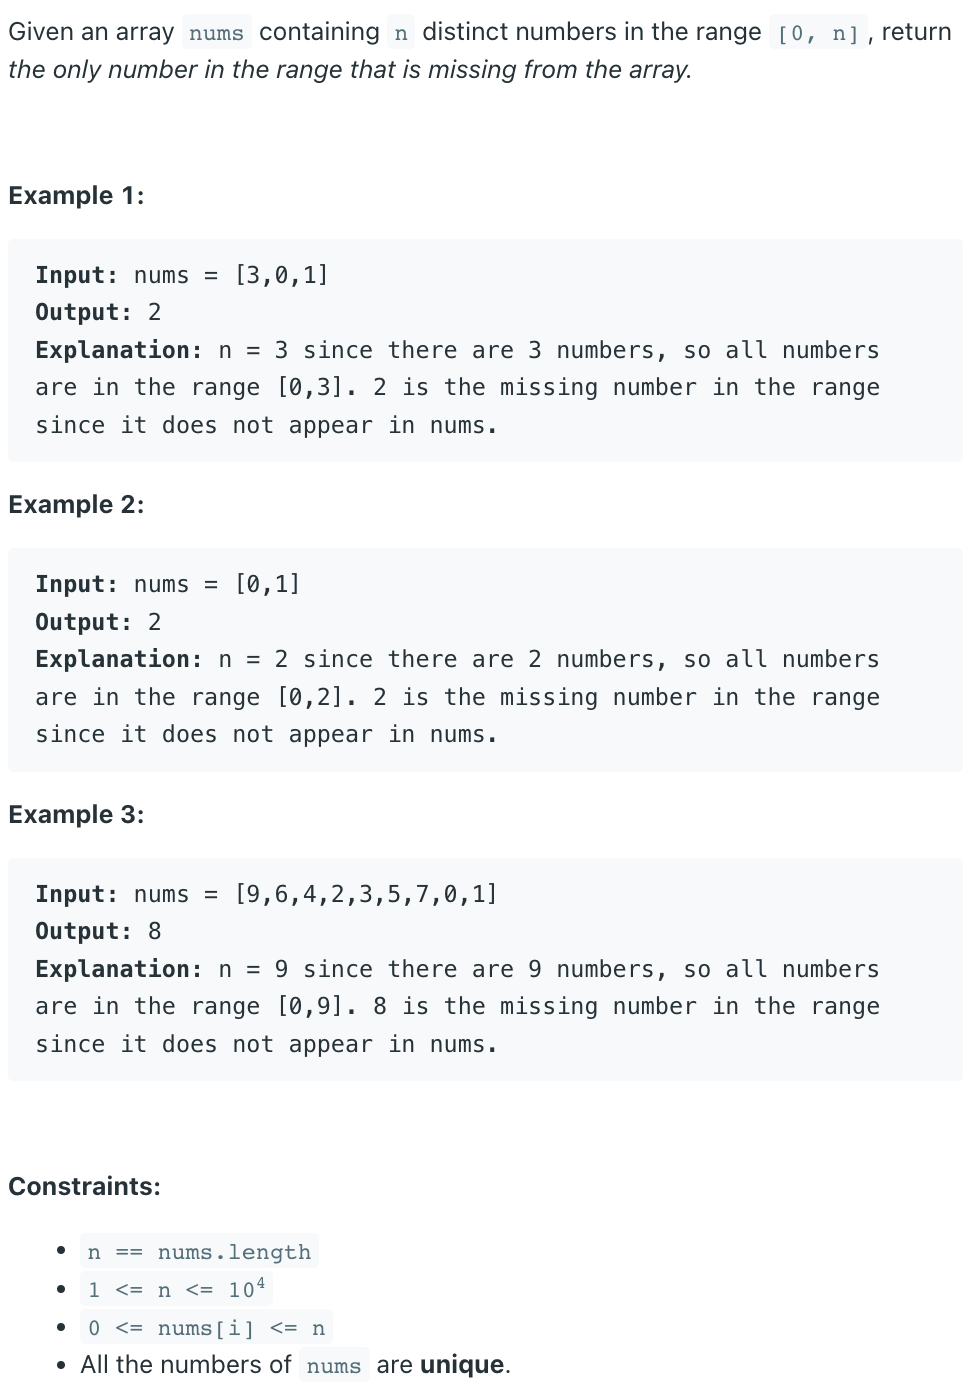 Given an array nums containing n distinct numbers in the range [0, n], return
the only number in the range that is missing from the array.
Example 1:
Input: nums = [3,0,1]
Output: 2
Explanation: n = 3 since there are 3 numbers, so all numbers
are in the range [0,3]. 2 is the missing number in the range
since it does not appear in nums.
Example 2:
Input: nums = [0,1]
Output: 2
Explanation: n = 2 since there are 2 numbers, so all numbers
are in the range [0,2]. 2 is the missing number in the range
since it does not appear in nums.
Example 3:
Input: nums = [9,6,4,2,3,5,7,0,1]
Output: 8
Explanation: n = 9 since there are 9 numbers, so all numbers
are in the range [0,9]. 8 is the missing number in the range
since it does not appear in nums.
Constraints:
• n == nums.length
• 1 <= n <= 10⁴
• 0 <= nums[i] <= n
• All the numbers of nums are unique.